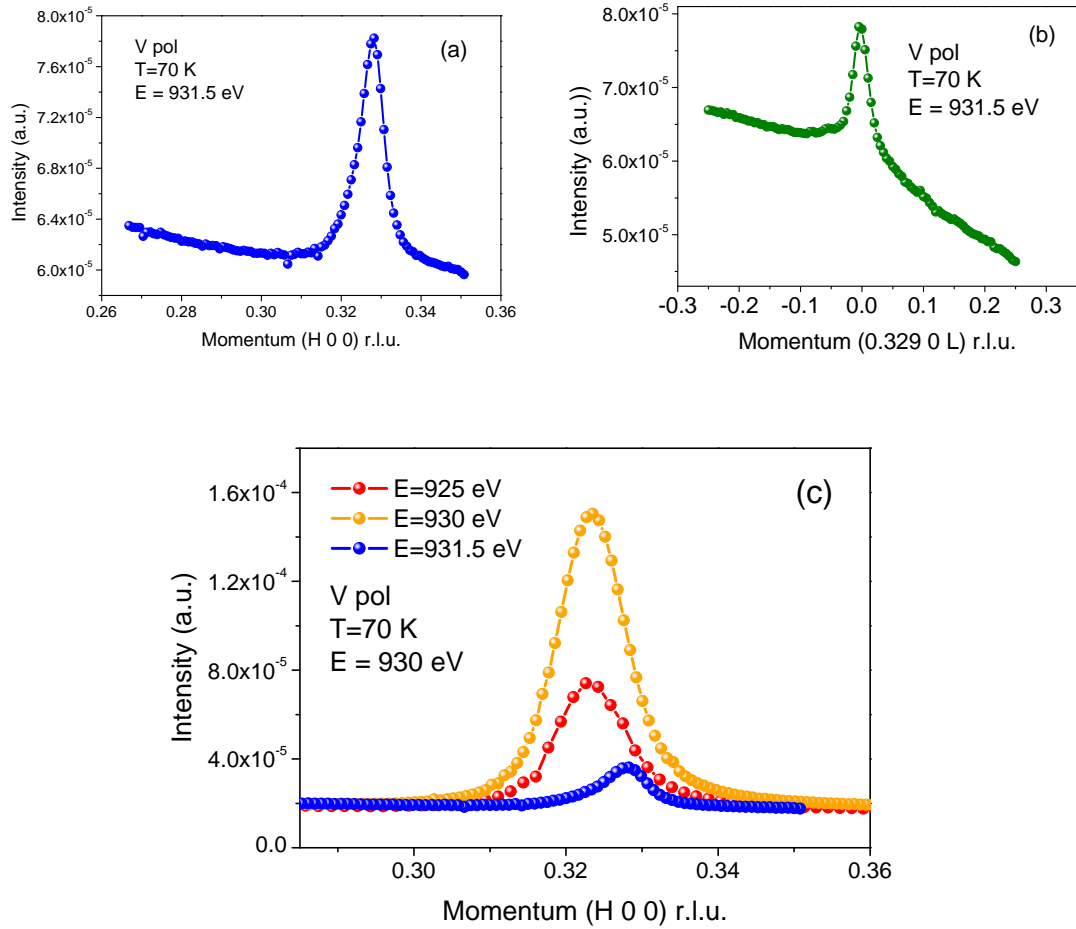 (a)
V pol
T=70 K
E = 931.5 eV
Intensity (a.u.)
8.0x10⁻⁵
7.6x10⁻⁵
7.2x10⁻⁵
6.8x10⁻⁵
6.4x10⁻⁵
6.0x10⁻⁵
0.26 0.28 0.30 0.32 0.34 0.36
Momentum (H 0 0) r.l.u.
(b)
V pol
T=70 K
E = 931.5 eV
Intensity (a.u.))
8.0x10⁻⁵
7.0x10⁻⁵
6.0x10⁻⁵
5.0x10⁻⁵
-0.3 -0.2 -0.1 0.0 0.1 0.2 0.3
Momentum (0.329 0 L) r.l.u.
(c)
E=925 eV
E=930 eV
E=931.5 eV
V pol
T=70 K
E = 930 eV
Intensity (a.u.)
1.6x10⁻⁴
1.2x10⁻⁴
8.0x10⁻⁵
4.0x10⁻⁵
0.0
0.30 0.32 0.34 0.36
Momentum (H 0 0) r.l.u.